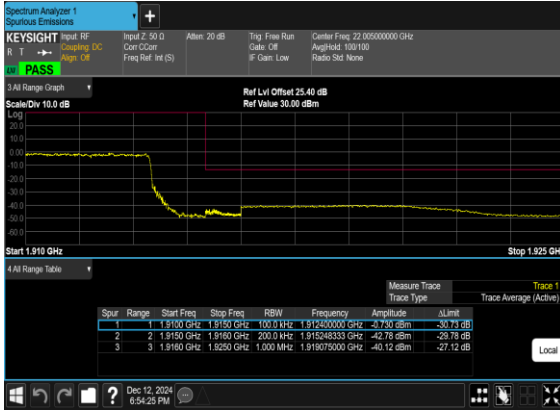 Spectrum Analyzer 1
Spurious Emissions
+
KEYSIGHT Input: RF Input Z: 50 Ω Atten: 20 dB Trig: Free Run Center Freq: 22.005000000 GHz
R T Coupling: DC Corr CCorr Gate: Off Avg|Hold: 100/100
Align: Off Freq Ref: Int (S) IF Gain: Low Radio Std: None
PASS
3 All Range Graph
Ref Lvl Offset 25.40 dB
Scale/Div 10.0 dB Ref Value 30.00 dBm
Log
20.0
10.0
0.00
-10.0
-20.0
-30.0
-40.0
-50.0
-60.0
Start 1.910 GHz Stop 1.925 GH
4 All Range Table
Measure Trace Trace 1
Trace Type Trace Average (Active)
Spur Range Start Freq Stop Freq RBW Frequency Amplitude ΔLimit
1 1 1.9100 GHz 1.9150 GHz 100.0 kHz 1.912400000 GHz -0.730 dBm -30.73 dB
2 2 1.9150 GHz 1.9160 GHz 200.0 kHz 1.915248333 GHz -42.78 dBm -29.78 dB
3 3 1.9160 GHz 1.9250 GHz 1.000 MHz 1.919075000 GHz -40.12 dBm -27.12 dB
Local
? Dec 12, 2024
6:54:25 PM